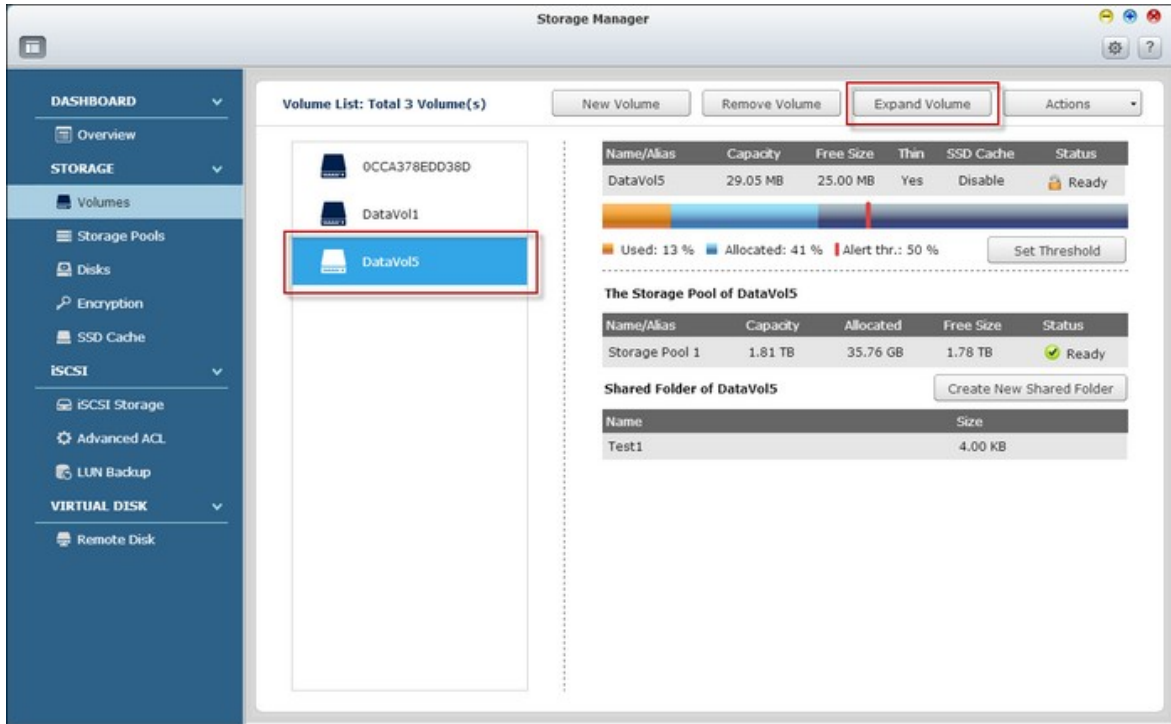 Storage Manager
?
DASHBOARD
Overview
STORAGE
Volumes
Storage Pools
Disks
Encryption
SSD Cache
iSCSI
iSCSI Storage
Advanced ACL
LUN Backup
VIRTUAL DISK
Remote Disk
Volume List: Total 3 Volume(s)
New Volume Remove Volume Expand Volume Actions
0CCA378EDD38D
DataVol1
DataVol5
Name/Alias Capacity Free Size Thin SSD Cache Status
DataVol5 29.05 MB 25.00 MB Yes Disable Ready
Used: 13 % Allocated: 41 % Alert thr.: 50 % Set Threshold
The Storage Pool of DataVol5
Name/Alias Capacity Allocated Free Size Status
Storage Pool 1 1.81 TB 35.76 GB 1.78 TB Ready
Shared Folder of DataVol5 Create New Shared Folder
Name Size
Test1 4.00 KB